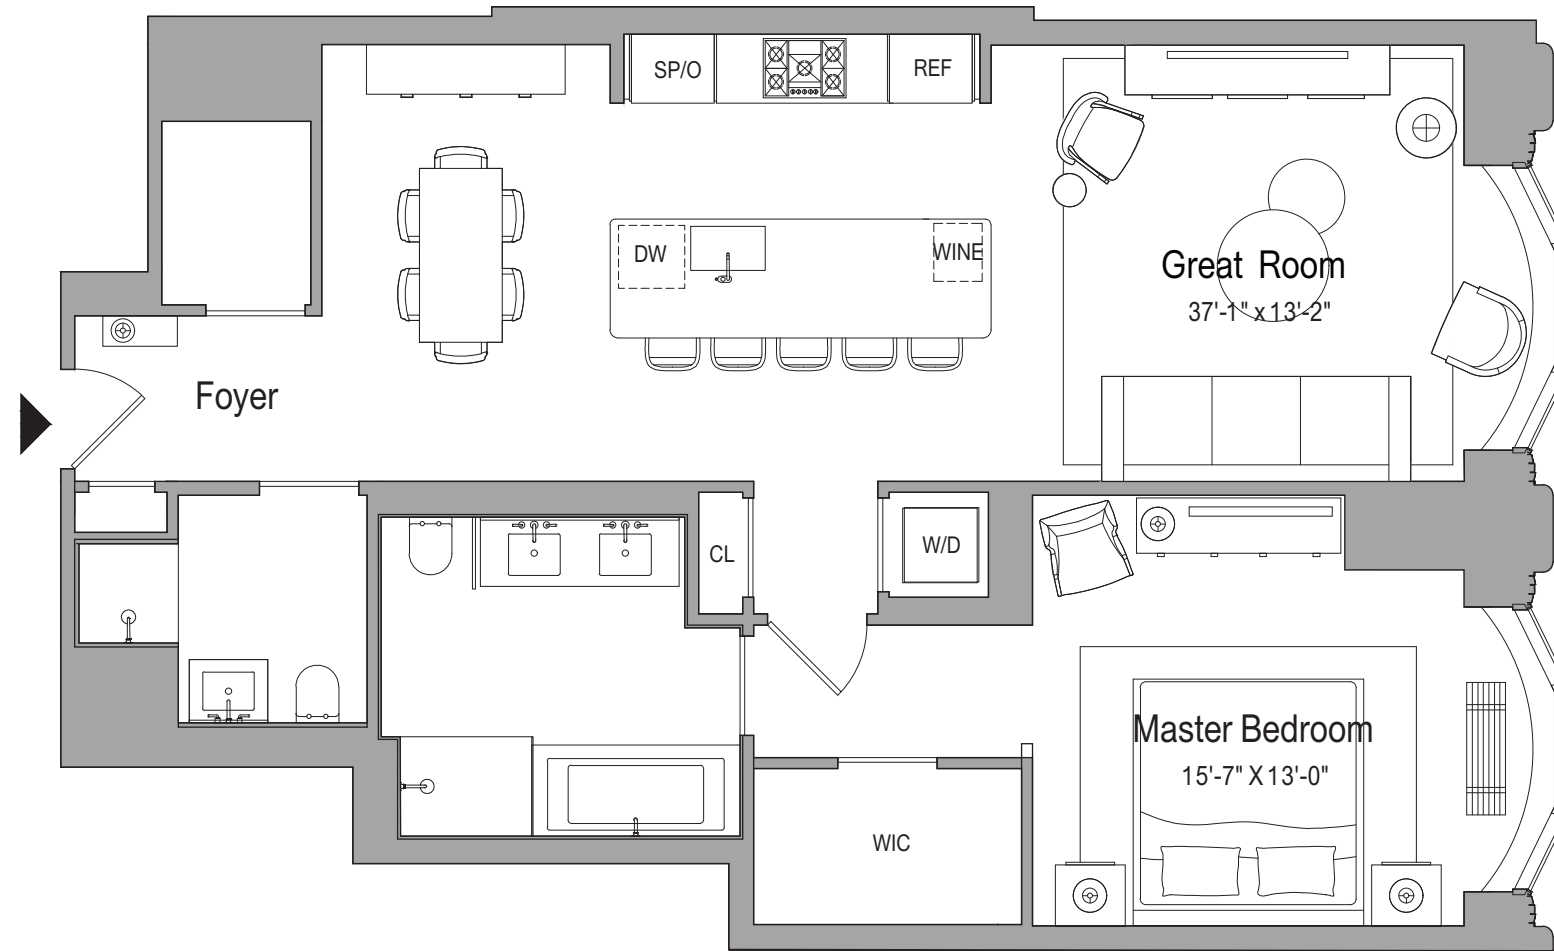 SP/O
REF
DW
WINE
Great Room
37'-1" x 13'-2"
Foyer
CL
W/D
Master Bedroom
15'-7" X 13'-0"
WIC